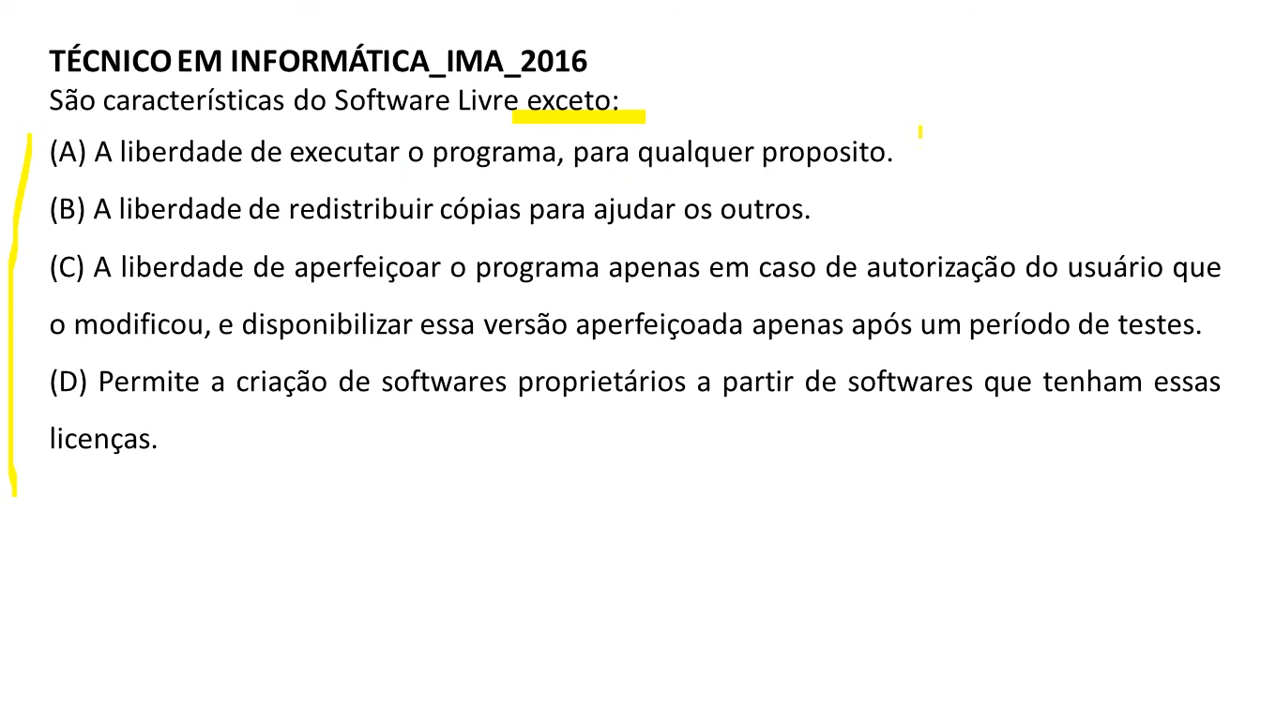 TÉCNICO EM INFORMÁTICA_IMA_2016
São características do Software Livre exceto:
(A) A liberdade de executar o programa, para qualquer proposito.
(B) A liberdade de redistribuir cópias para ajudar os outros.
(C) A liberdade de aperfeiçoar o programa apenas em caso de autorização do usuário que
o modificou, e disponibilizar essa versão aperfeiçoada apenas após um período de testes.
(D) Permite a criação de softwares proprietários a partir de softwares que tenham essas
licenças.